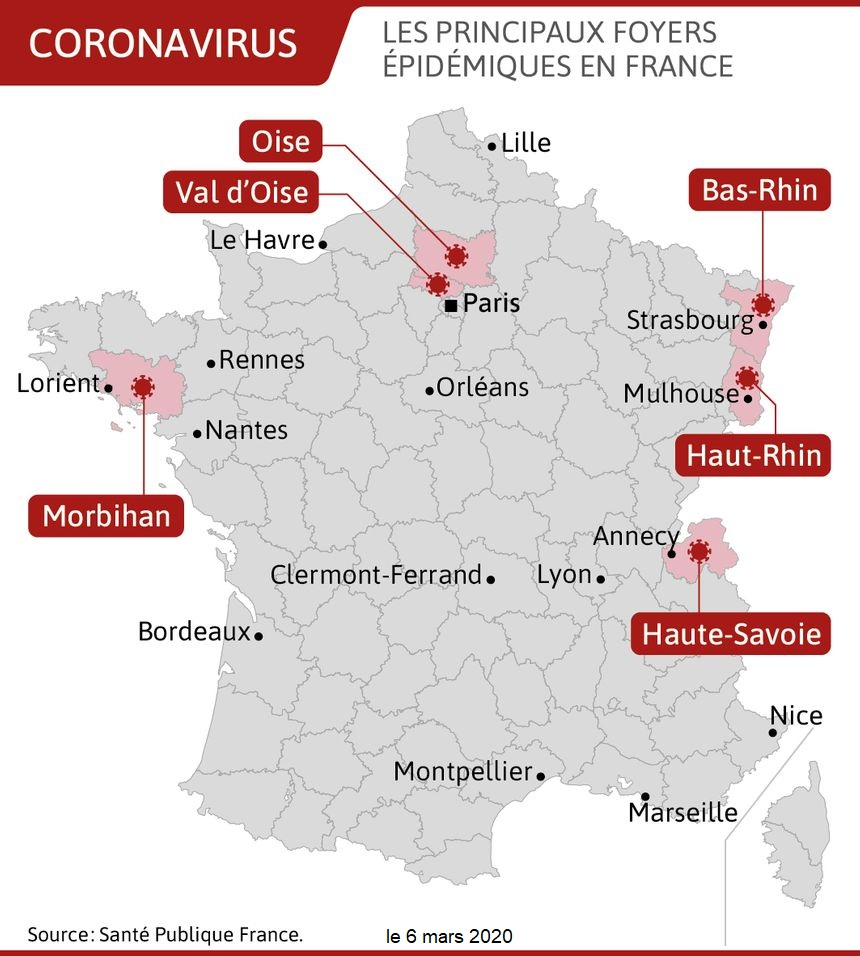 CORONAVIRUS
LES PRINCIPAUX FOYERS
ÉPIDÉMIQUES EN FRANCE
Oise
Lille
Val d’Oise
Bas-Rhin
Le Havre
Paris
Strasbourg
Rennes
Lorient
Orléans
Mulhouse
Nantes
Haut-Rhin
Morbihan
Annecy
Clermont-Ferrand
Lyon
Bordeaux
Haute-Savoie
Nice
Montpellier
Marseille
Source: Santé Publique France.
le 6 mars 2020